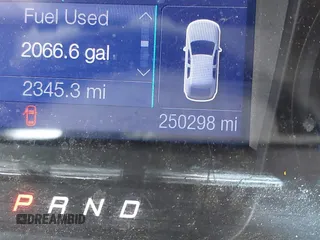 Fuel Used
2066.6 gal
2345.3 mi
250298 mi
P R N D
DREAMBID